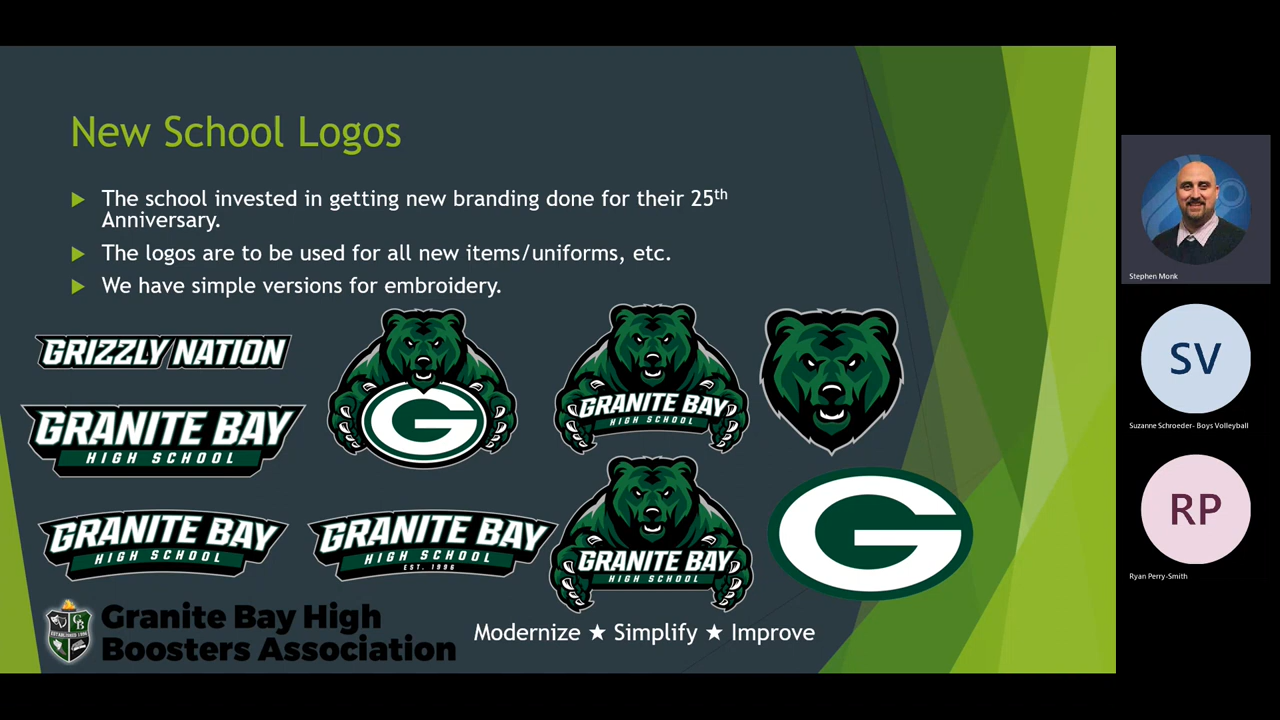 New School Logos
The school invested in getting new branding done for their 25th
Anniversary.
The logos are to be used for all new items/uniforms, etc.
We have simple versions for embroidery.
GRIZZLY NATION
GRANITE BAY
HIGH SCHOOL
G
GRANITE BAY
HIGH SCHOOL
GRANITE BAY
HIGH SCHOOL
GRANITE BAY
HIGH SCHOOL
EST. 1996
GRANITE BAY
HIGH SCHOOL
G
GB
Granite Bay High
Boosters Association
Modernize ★ Simplify ★ Improve
Stephen Monk
SV
Suzanne Schroeder- Boys Volleyball
RP
Ryan Perry-Smith